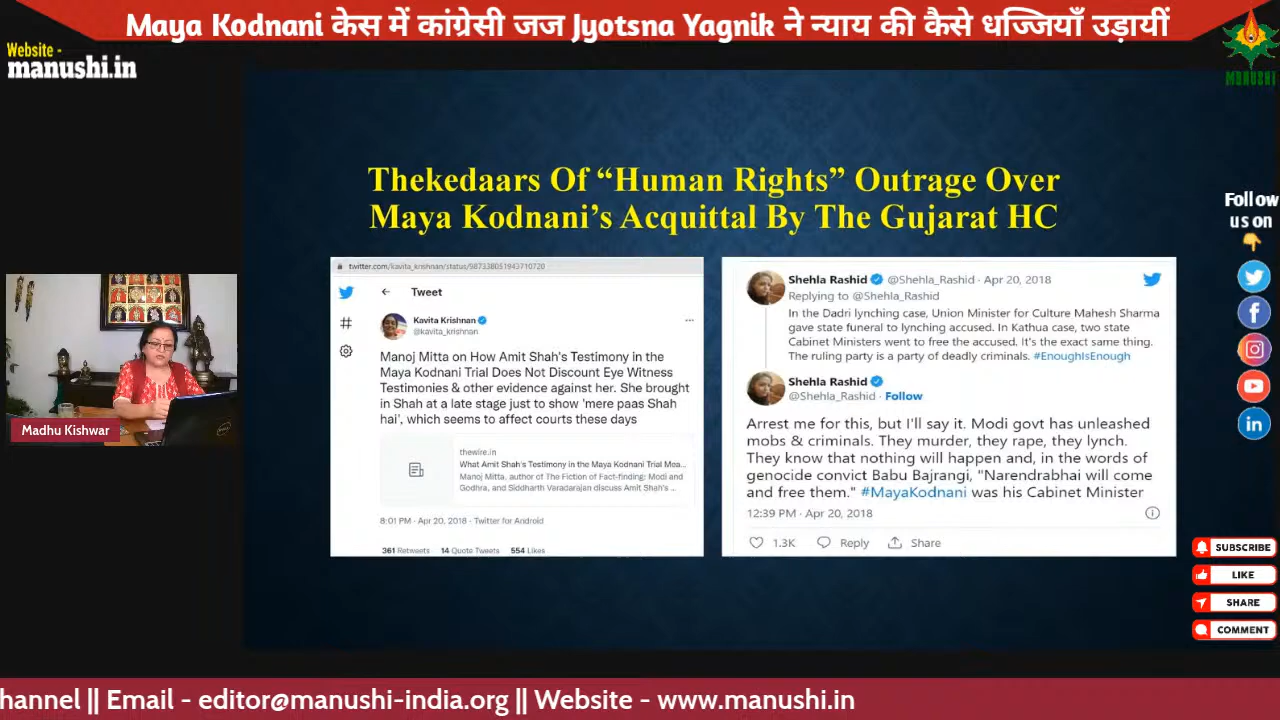 Maya Kodnani केस में कांग्रेसी जज Jyotsna Yagnik ने न्याय की कैसे धज्जियाँ उड़ायीं
Website -
manushi.in
MANUSHI
Thekedaars Of “Human Rights” Outrage Over
Maya Kodnani’s Acquittal By The Gujarat HC
twitter.com/kavita_krishnan/status/987338051943710720
Tweet
Kavita Krishnan
@kavita_krishnan
Manoj Mitta on How Amit Shah's Testimony in the
Maya Kodnani Trial Does Not Discount Eye Witness
Testimonies & other evidence against her. She brought
in Shah at a late stage just to show 'mere paas Shah
hai', which seems to affect courts these days
thewire.in
What Amit Shah's Testimony in the Maya Kodnani Trial Mea...
Manoj Mitta, author of The Fiction of Fact-finding: Modi and
Godhra, and Siddharth Varadarajan discuss Amit Shah's ...
8:01 PM · Apr 20, 2018 · Twitter for Android
361 Retweets 14 Quote Tweets 554 Likes
Shehla Rashid @Shehla_Rashid · Apr 20, 2018
Replying to @Shehla_Rashid
In the Dadri lynching case, Union Minister for Culture Mahesh Sharma
gave state funeral to lynching accused. In Kathua case, two state
Cabinet Ministers went to free the accused. It's the exact same thing.
The ruling party is a party of deadly criminals. #EnoughIsEnough
Shehla Rashid
@Shehla_Rashid · Follow
Arrest me for this, but I'll say it. Modi govt has unleashed
mobs & criminals. They murder, they rape, they lynch.
They know that nothing will happen and, in the words of
genocide convict Babu Bajrangi, "Narendrabhai will come
and free them." #MayaKodnani was his Cabinet Minister
12:39 PM · Apr 20, 2018
1.3K Reply Share
Madhu Kishwar
Follow
us on
SUBSCRIBE
LIKE
SHARE
COMMENT
hannel || Email - editor@manushi-india.org || Website - www.manushi.in